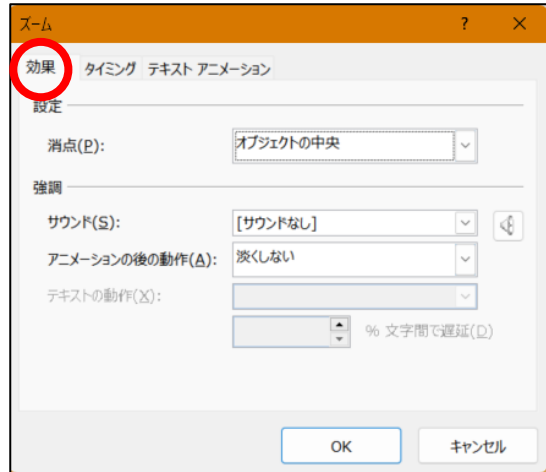 ズーム ?
効果 タイミング テキスト アニメーション
設定
消点(P): オブジェクトの中央
強調
サウンド(S): [サウンドなし]
アニメーションの後の動作(A): 淡くしない
テキストの動作(X):
% 文字間で遅延(D)
OK キャンセル